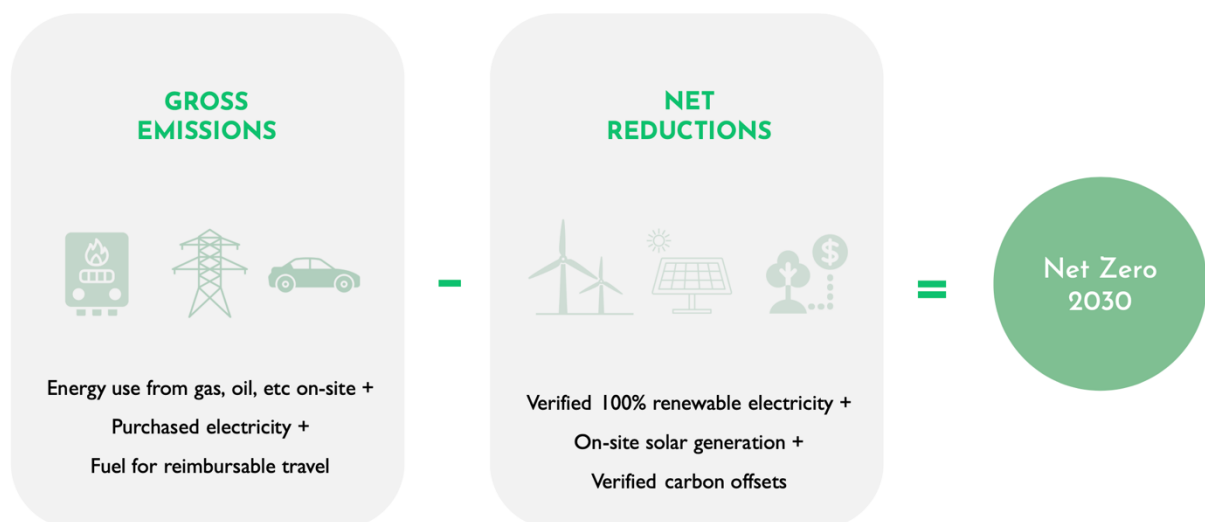 GROSS
EMISSIONS
Energy use from gas, oil, etc on-site +
Purchased electricity +
Fuel for reimbursable travel
-
NET
REDUCTIONS
$
Verified 100% renewable electricity +
On-site solar generation +
Verified carbon offsets
=
Net Zero
2030